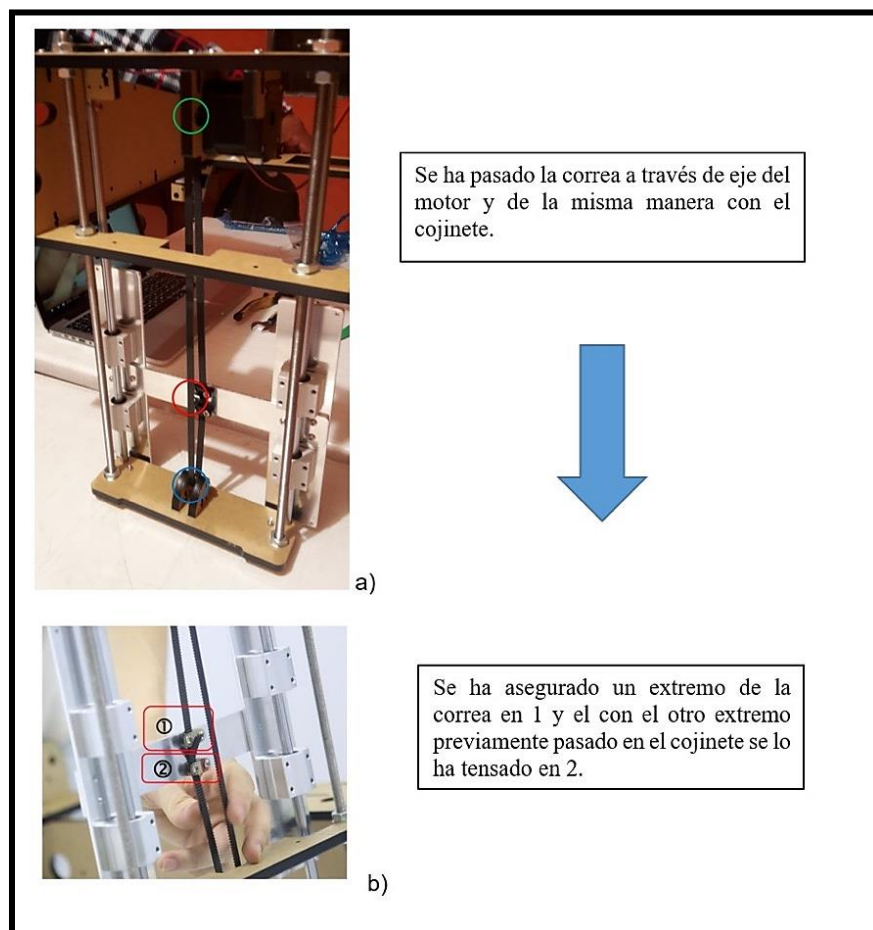 Se ha pasado la correa a través de eje del
motor y de la misma manera con el
cojinete.
a)
①
②
Se ha asegurado un extremo de la
correa en 1 y el con el otro extremo
previamente pasado en el cojinete se lo
ha tensado en 2.
b)